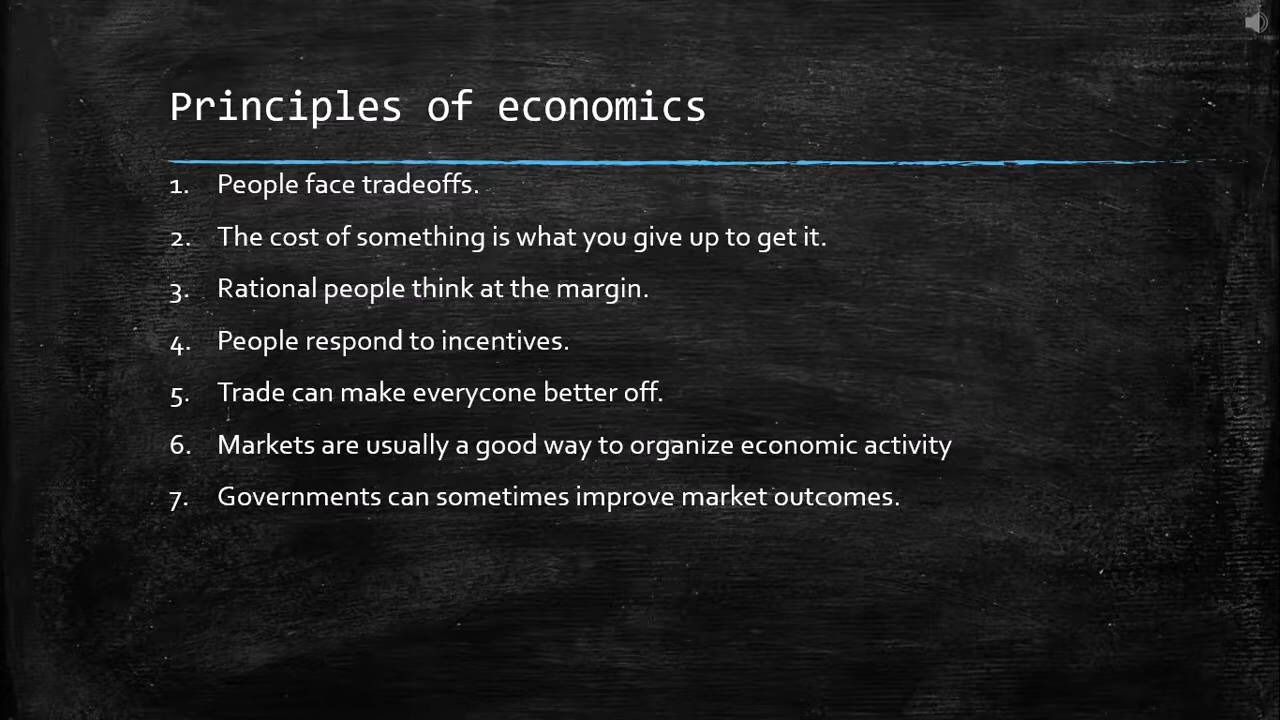 Principles of economics
1. People face tradeoffs.
2. The cost of something is what you give up to get it.
3. Rational people think at the margin.
4. People respond to incentives.
5. Trade can make everycone better off.
6. Markets are usually a good way to organize economic activity
7. Governments can sometimes improve market outcomes.